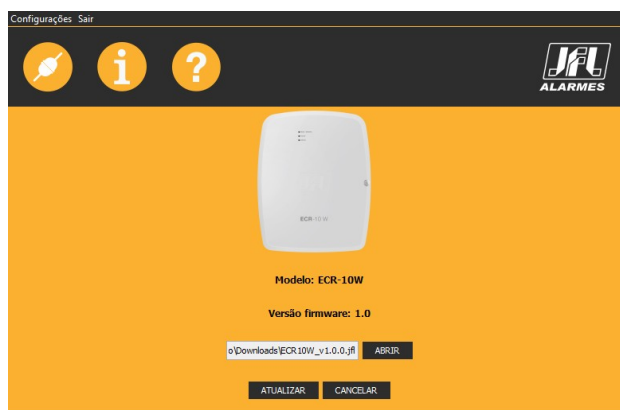 Configurações Sair
JFL
ALARMES
ECR-10 W
Modelo: ECR-10W
Versão firmware: 1.0
o\Downloads\ECR10W_v1.0.0.jfl ABRIR
ATUALIZAR CANCELAR